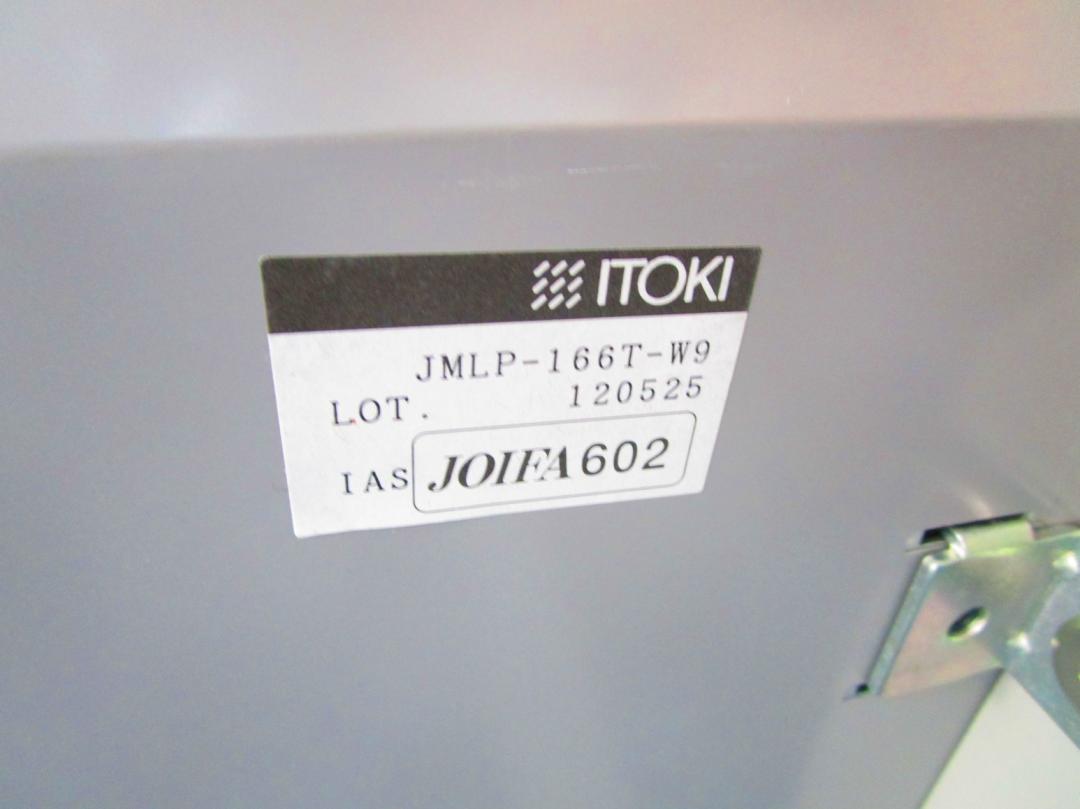 ITOKI
JMLP-166T-W9
LOT. 120525
IAS JOIFA602